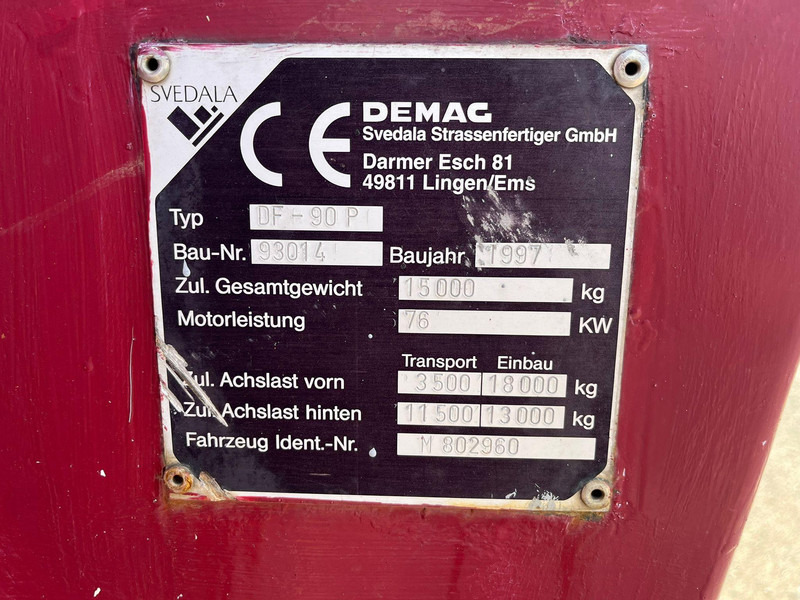 SVEDALA
CE
DEMAG
Svedala Strassenfertiger GmbH
Darmer Esch 81
49811 Lingen/Ems
Typ DF-90 P
Bau-Nr. 93014 Baujahr 1997
Zul. Gesamtgewicht 15000 kg
Motorleistung 76 KW
Transport Einbau
Zul. Achslast vorn 3500 18000 kg
Zul. Achslast hinten 11500 13000 kg
Fahrzeug Ident.-Nr. N 802960